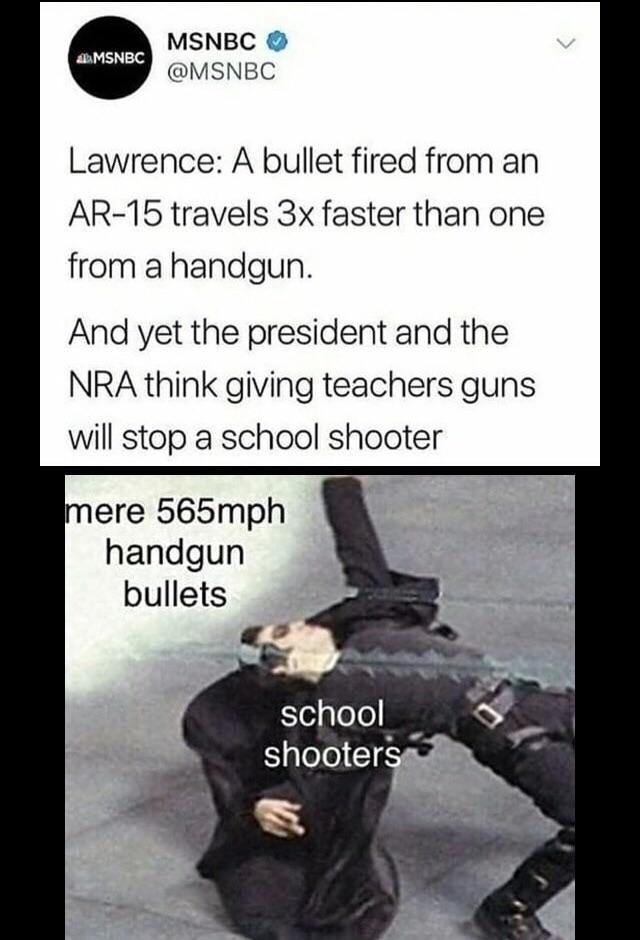 MSNBC
MSNBC
@MSNBC
Lawrence: A bullet fired from an
AR-15 travels 3x faster than one
from a handgun.
And yet the president and the
NRA think giving teachers guns
will stop a school shooter
mere 565mph
handgun
bullets
school
shooters